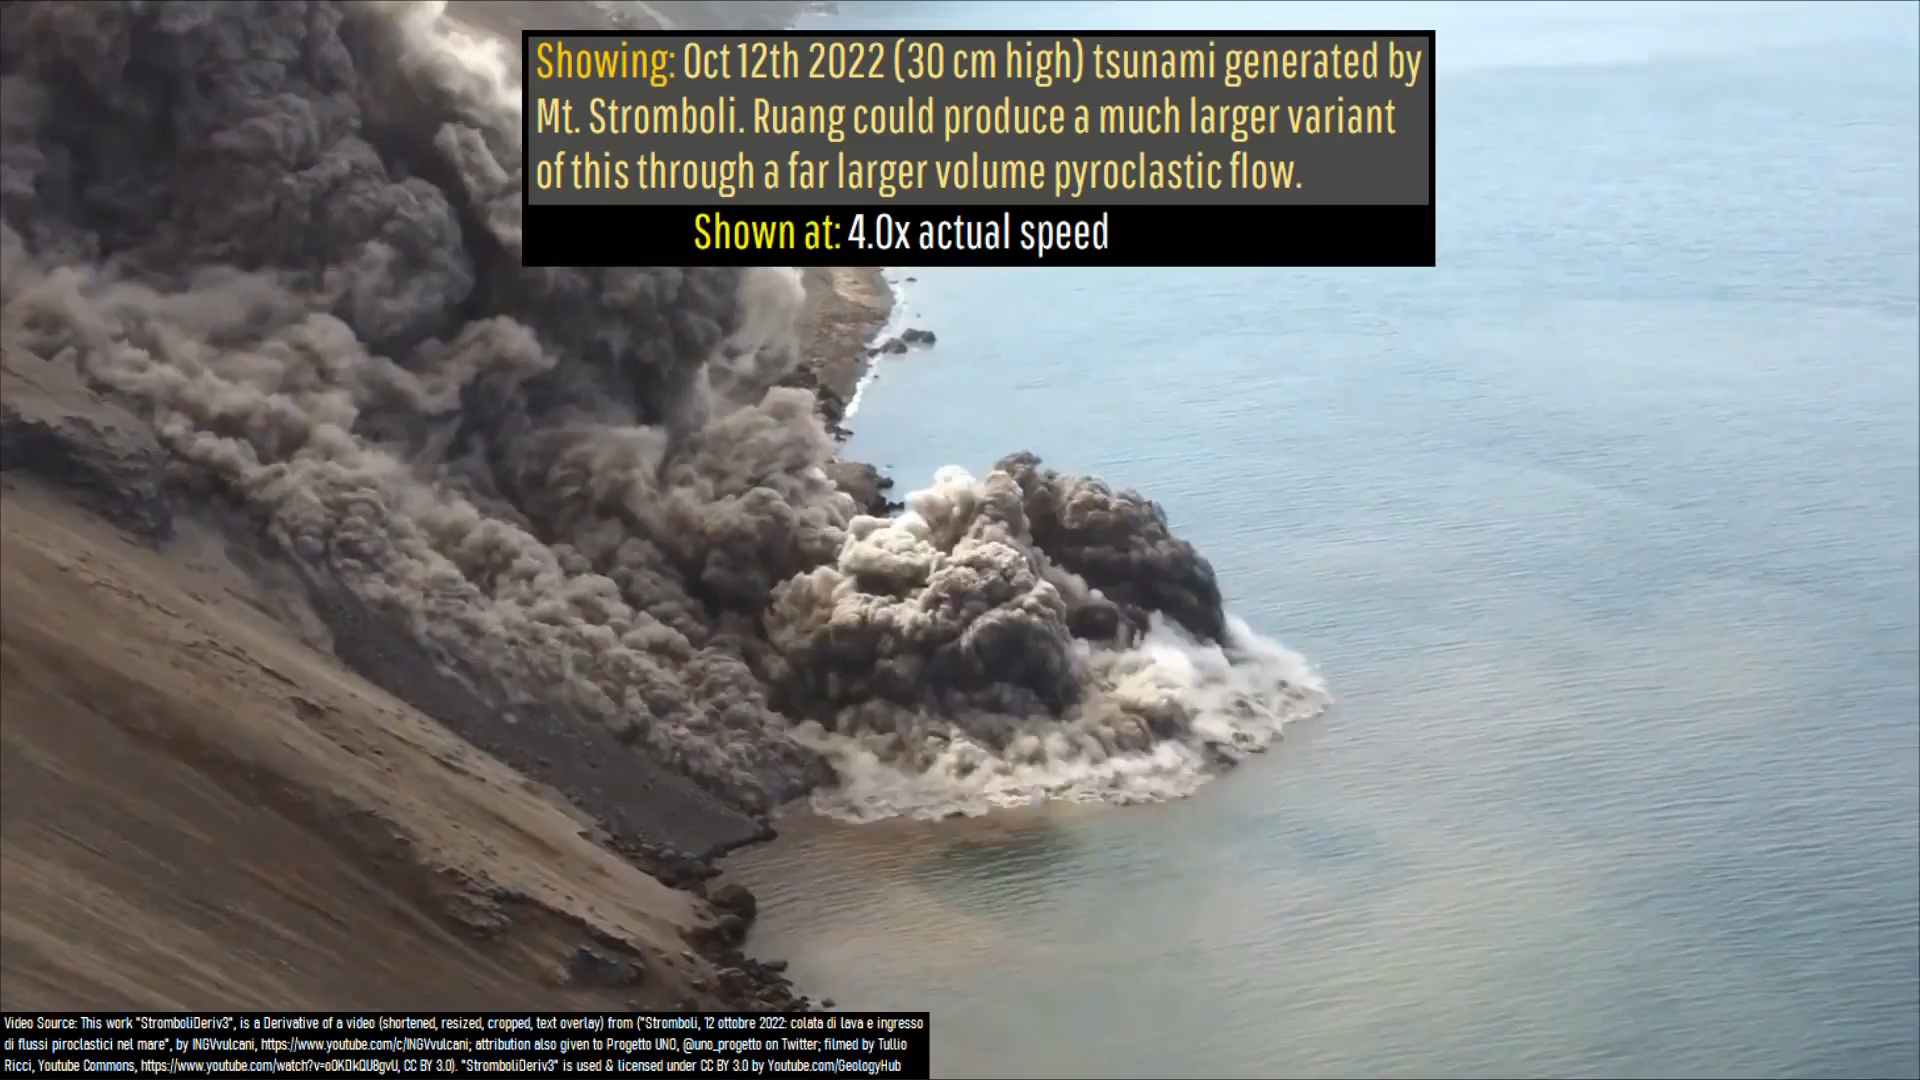 Showing: Oct 12th 2022 (30 cm high) tsunami generated by
Mt. Stromboli. Ruang could produce a much larger variant
of this through a far larger volume pyroclastic flow.
Shown at: 4.0x actual speed
Video Source: This work "StromboliDeriv3", is a Derivative of a video (shortened, resized, cropped, text overlay) from ("Stromboli, 12 ottobre 2022: colata di lava e ingresso
di flussi piroclastici nel mare", by INGVvulcani, https://www.youtube.com/c/INGVvulcani; attribution also given to Progetto UNO, @uno_progetto on Twitter; filmed by Tullio
Ricci, Youtube Commons, https://www.youtube.com/watch?v=oOKDkQU8gvU, CC BY 3.0). "StromboliDeriv3" is used & licensed under CC BY 3.0 by Youtube.com/GeologyHub